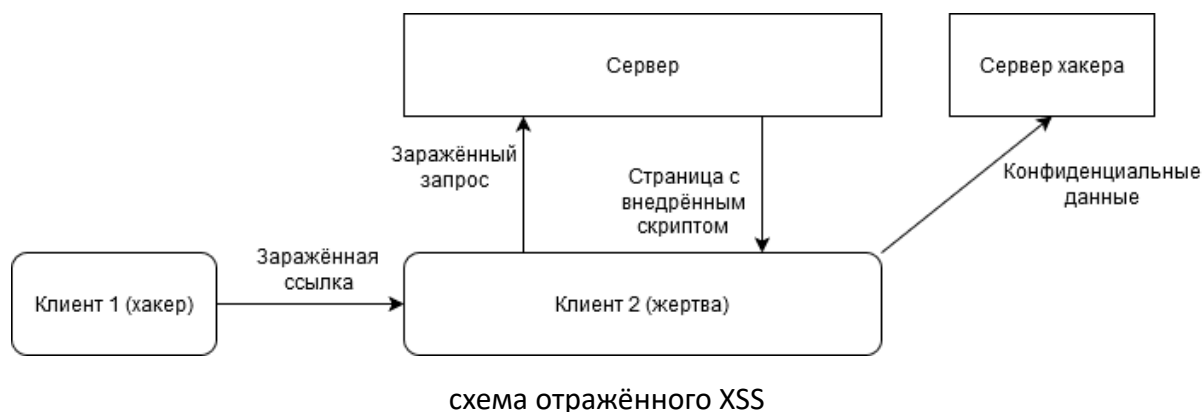 Сервер
Сервер хакера
Заражённый
запрос
Страница с
внедрённым
скриптом
Конфиденциальные
данные
Заражённая
ссылка
Клиент 1 (хакер)
Клиент 2 (жертва)
схема отражённого XSS